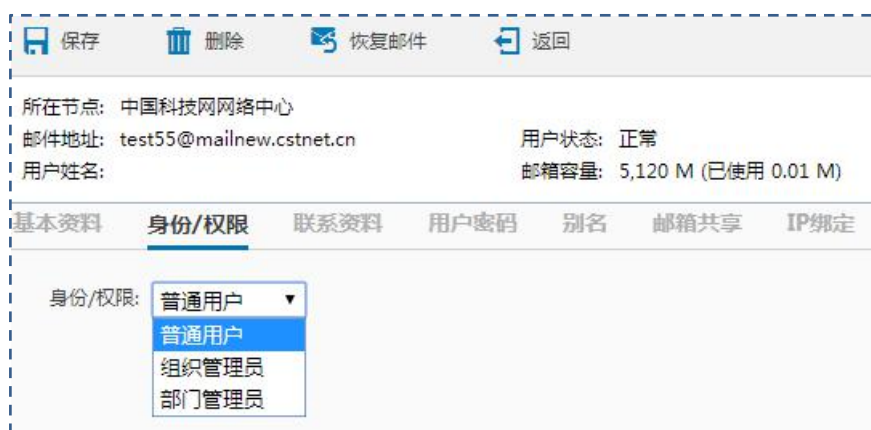 保存 删除 恢复邮件 返回
所在节点: 中国科技网网络中心
邮件地址: test55@mailnew.cstnet.cn 用户状态: 正常
用户姓名: 邮箱容量: 5,120 M (已使用 0.01 M)
基本资料 身份/权限 联系资料 用户密码 别名 邮箱共享 IP绑定
身份/权限: 普通用户
普通用户
组织管理员
部门管理员